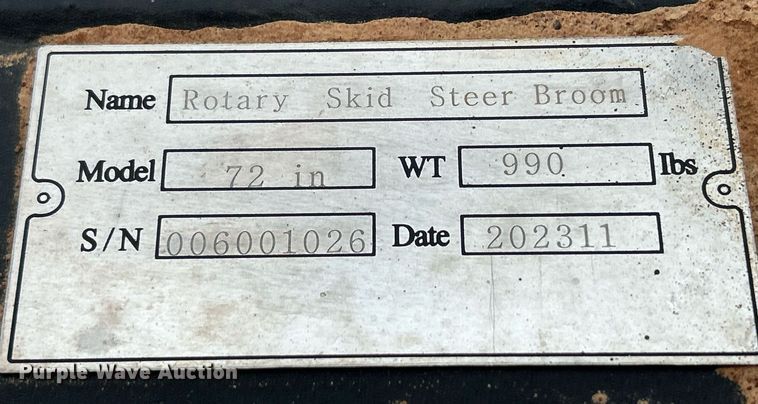 Name Rotary Skid Steer Broom
Model 72 in WT 990 lbs
S/N 006001026 Date 202311
Purple Wave Auction